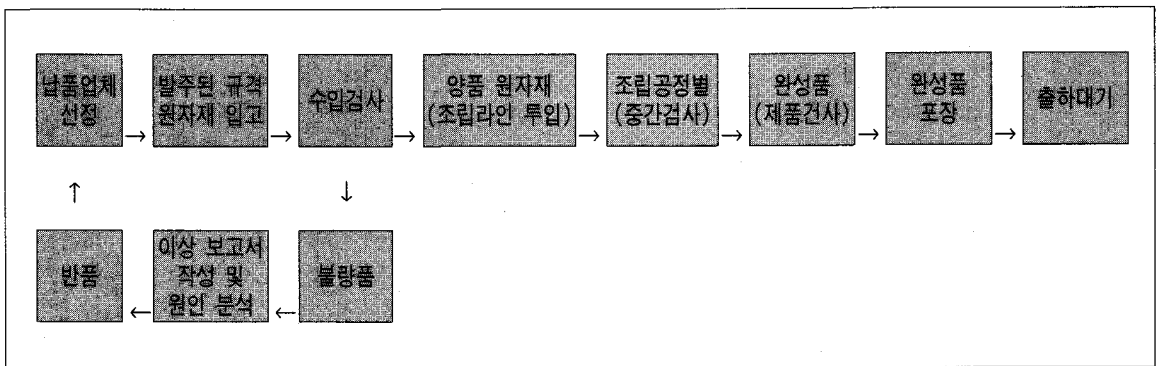 납품업체
선정
→
발주된 규격
원자재 입고
→
수입검사
→
양품 원자재
(조립라인 투입)
→
조립공정별
(중간검사)
→
완성품
(제품검사)
→
완성품
포장
→
출하대기
↑
↓
반품
←
이상 보고서
작성 및
원인 분석
←
불량품